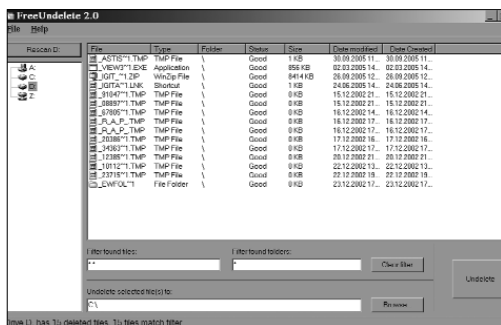 FreeUndelete 2.0
File Help
Rescan D:
A:
C:
D:
Z:
File Type Folder Status Size Date modified Date Created
_ASTIS~1.TMP TMP File \ Good 1 KB 30.09.2005 11... 30.09.2005 11...
_VIEW3~1.EXE Application \ Good 856 KB 02.03.2005 14... 02.03.2005 14...
_IGIT_~1.ZIP WinZip File \ Good 8414 KB 26.09.2005 12... 26.09.2005 12...
_IGITA~1.LNK Shortcut \ Good 1 KB 24.06.2005 14... 24.06.2005 14...
_91847~1.TMP TMP File \ Good 0 KB 15.12.2002 21... 15.12.2002 21...
_08897~1.TMP TMP File \ Good 0 KB 15.12.2002 21... 15.12.2002 21...
_67805~1.TMP TMP File \ Good 0 KB 16.12.2002 14... 16.12.2002 14...
_R_A_P_.TMP TMP File \ Good 0 KB 16.12.2002 17... 16.12.2002 17...
_R_A_P_.TMP TMP File \ Good 0 KB 16.12.2002 17... 16.12.2002 17...
_20386~1.TMP TMP File \ Good 0 KB 17.12.2002 16... 17.12.2002 16...
_34363~1.TMP TMP File \ Good 0 KB 17.12.2002 17... 17.12.2002 17...
_12385~1.TMP TMP File \ Good 0 KB 20.12.2002 21... 20.12.2002 21...
_10112~1.TMP TMP File \ Good 0 KB 22.12.2002 13... 22.12.2002 13...
_23715~1.TMP TMP File \ Good 0 KB 22.12.2002 19... 22.12.2002 19...
_EWFOL~1 File Folder \ Good 0 KB 23.12.2002 17... 23.12.2002 17...
Filter found files: Filter found folders:
*.* * Clear filter
Undelete
Undelete selected file(s) to:
C:\ Browse
Drive D: has 15 deleted files. 15 files match filter